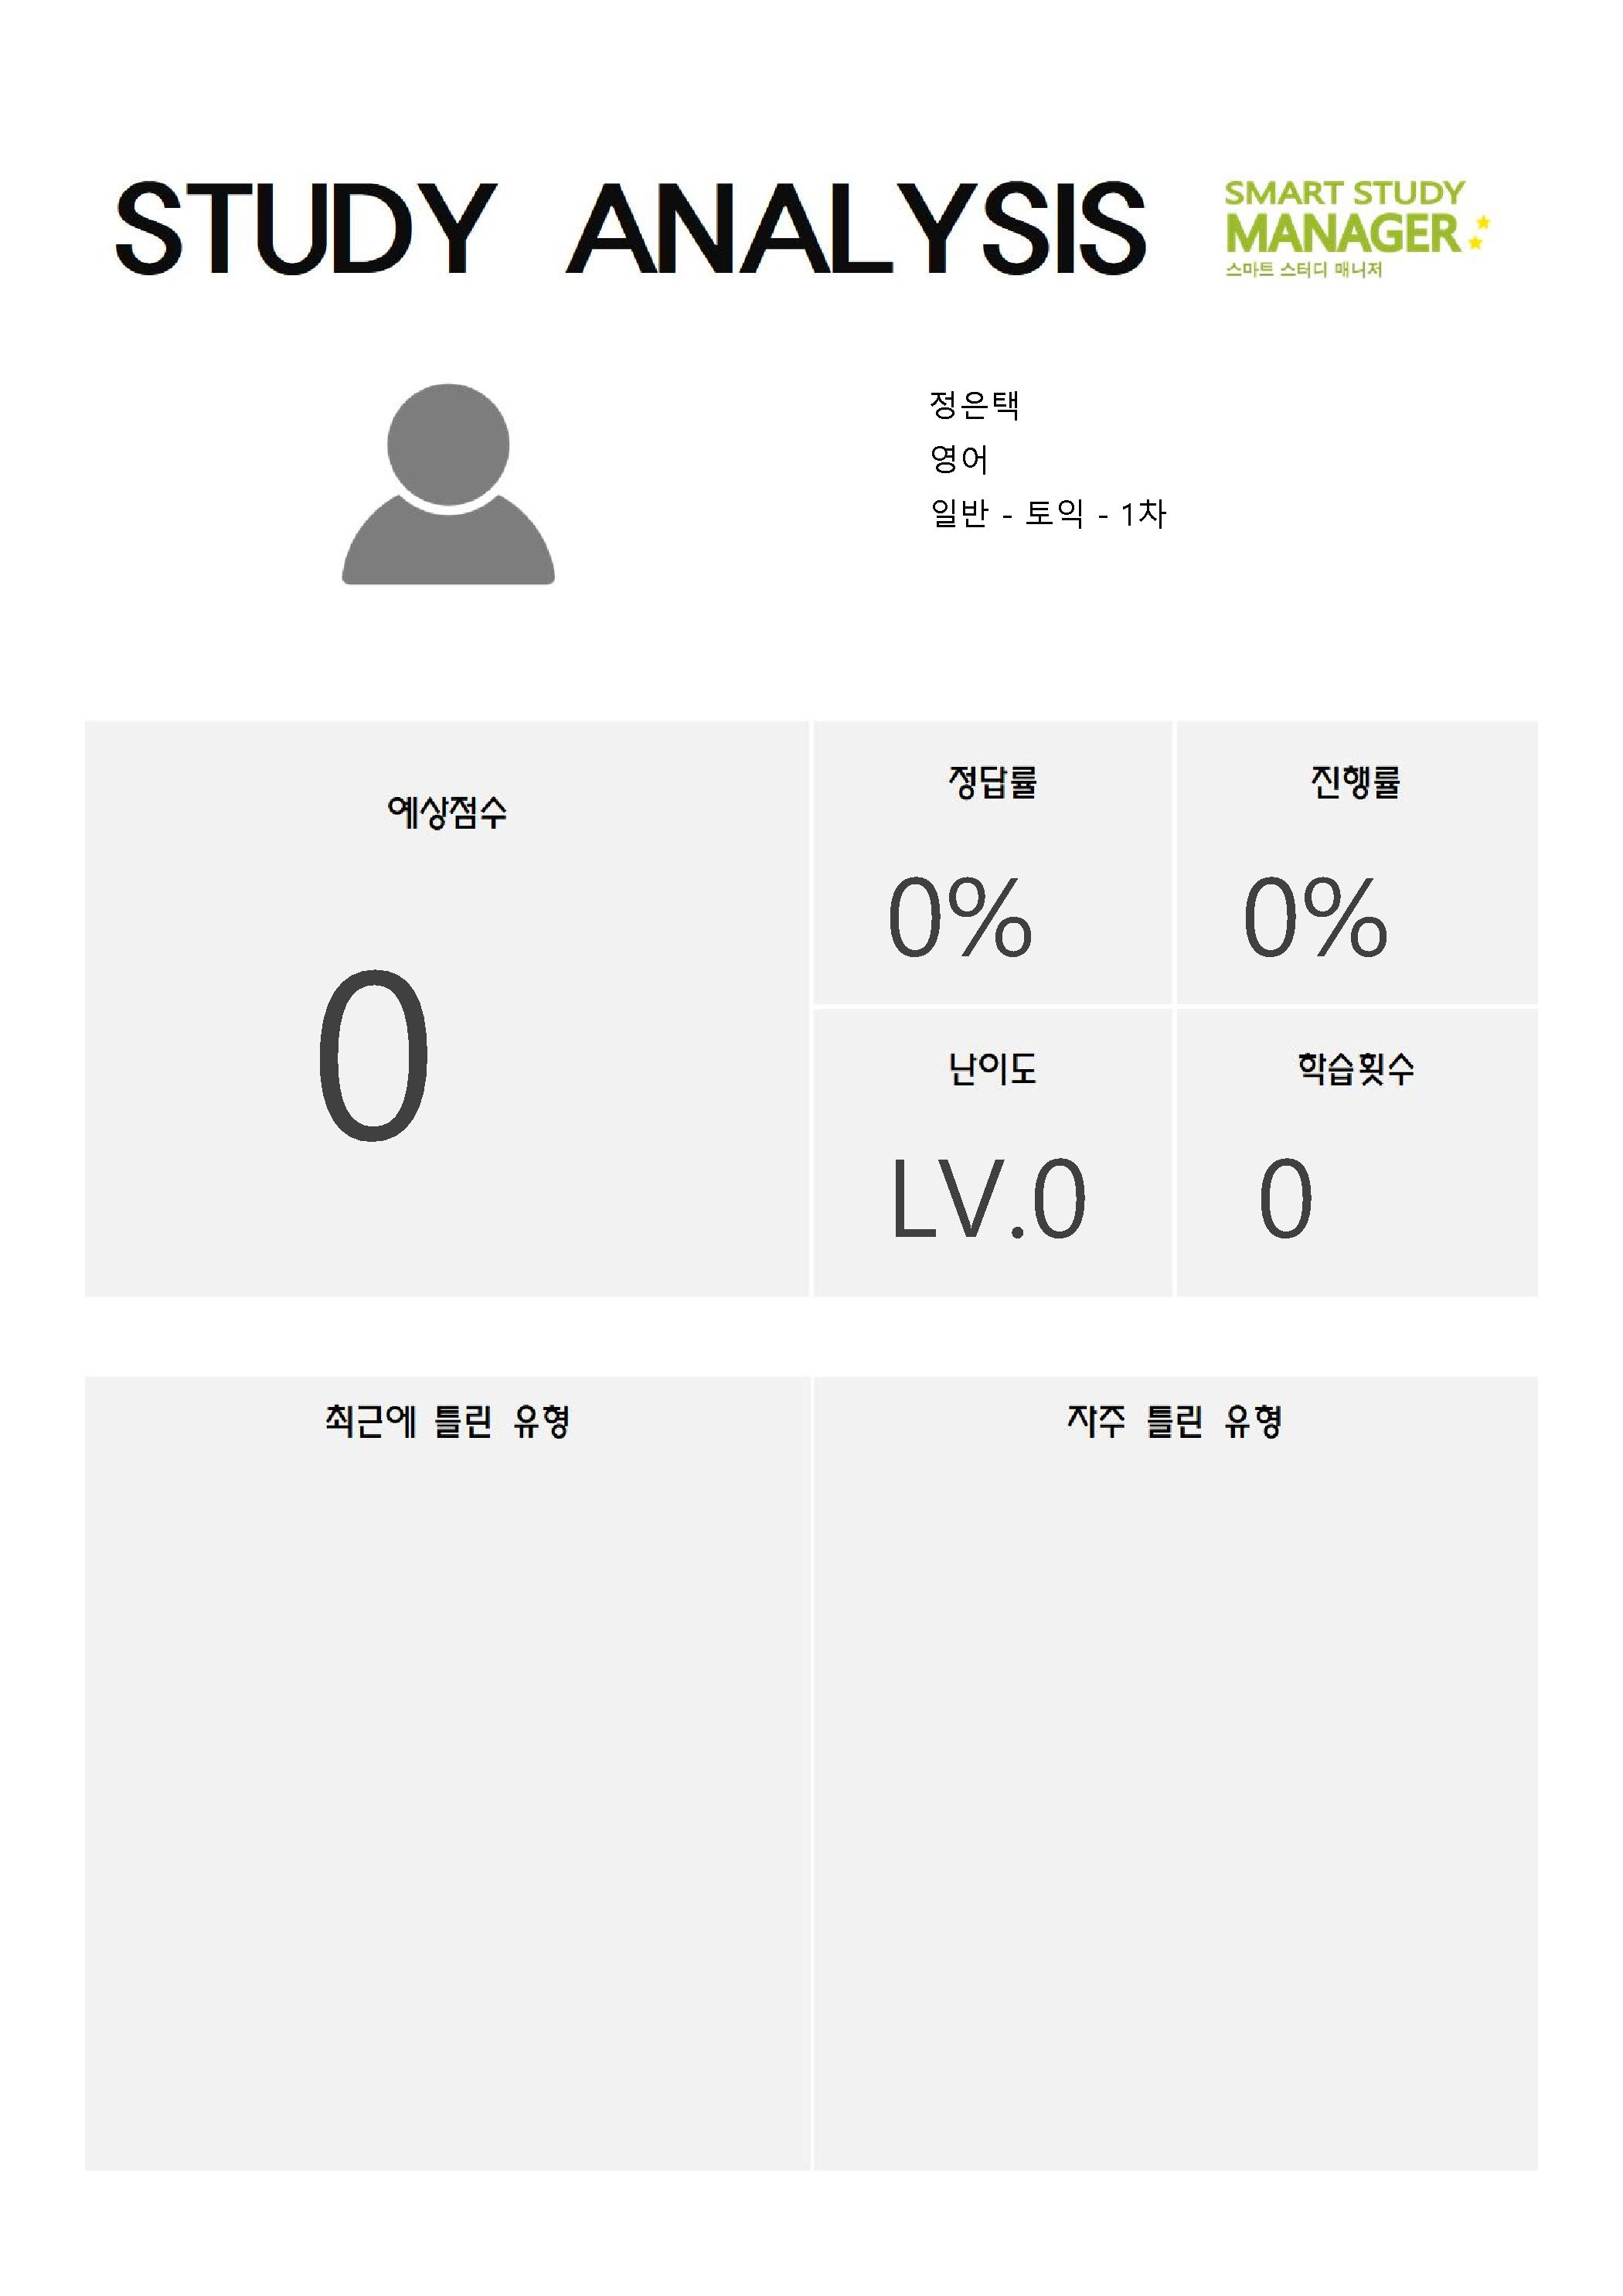 STUDY ANALYSIS
SMART STUDY
MANAGER
스마트 스터디 매니저
정은택
영어
일반 - 토익 - 1차
예상점수
0
정답률
0%
진행률
0%
난이도
LV.0
학습횟수
0
최근에 틀린 유형
자주 틀린 유형